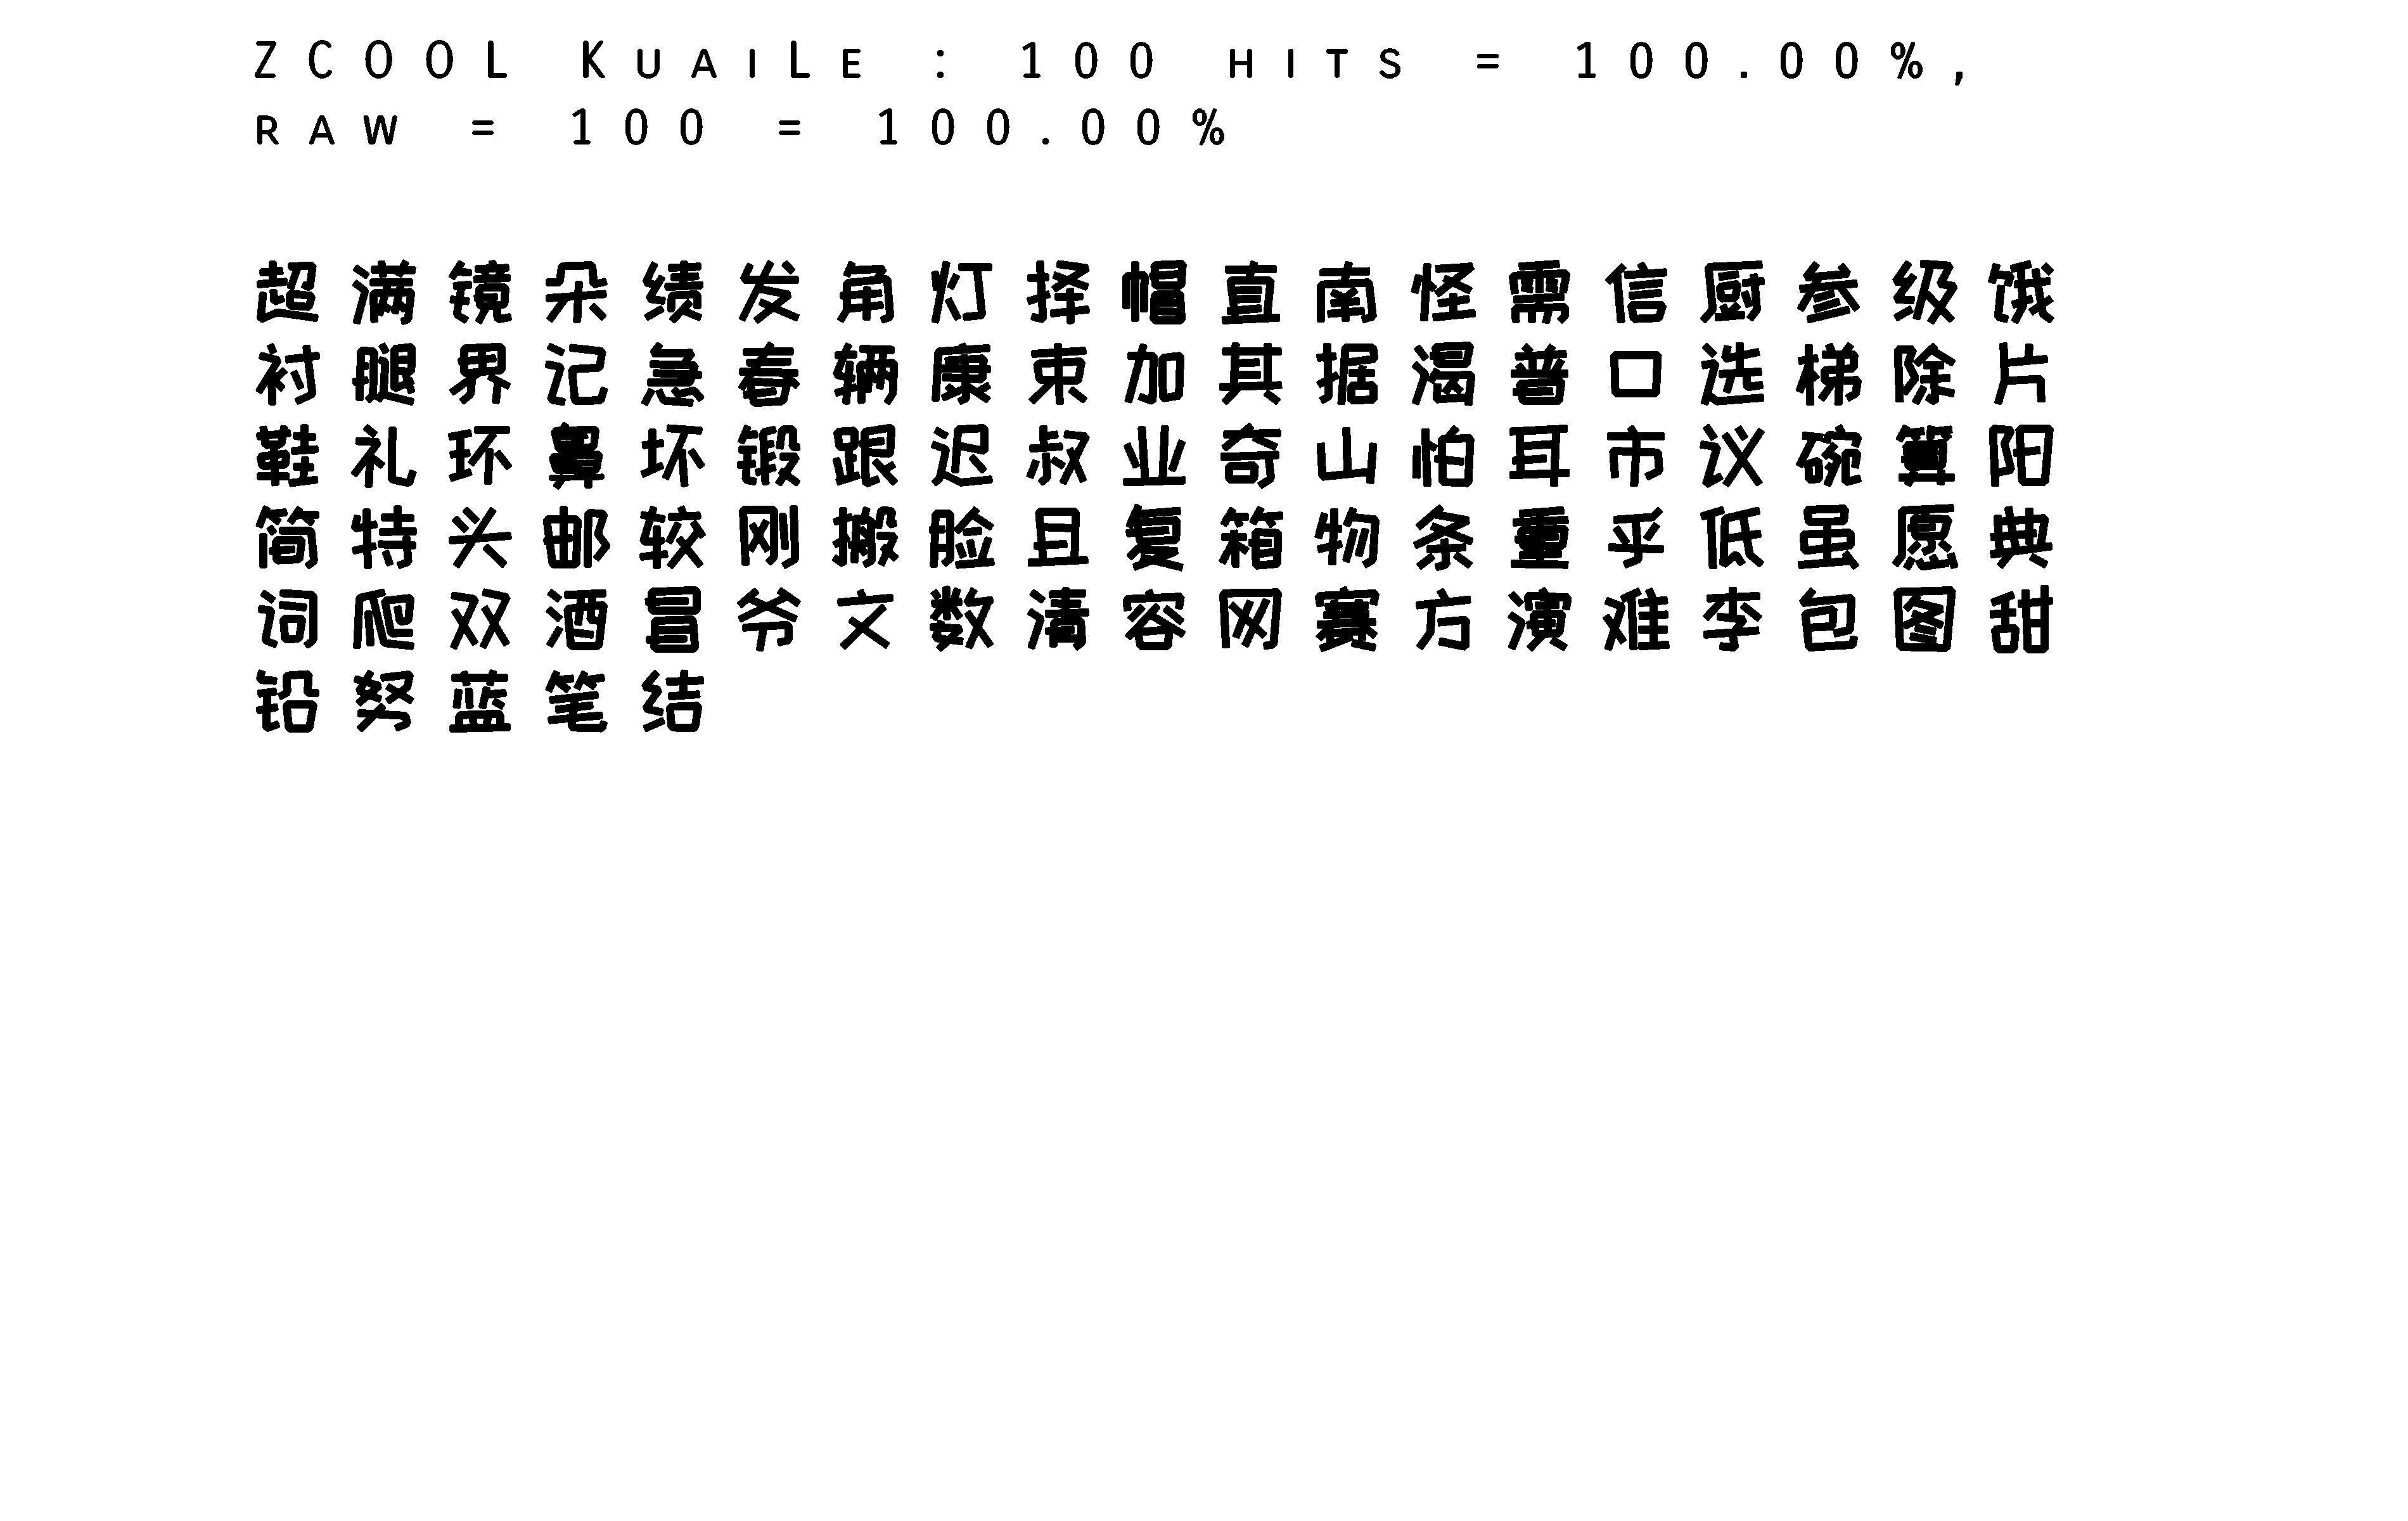 ZCOOL KuaiLe : 100 hits = 100.00%,
raw = 100 = 100.00%
超满镜朵绩发角灯择帽直南怪需信厨参级饿
衬腿界记急春辆康束加其据渴普口选梯除片
鞋礼环鼻坏锻跟迟叔业奇山怕耳市议碗算阳
简特头邮较刚搬脸且复箱物条重乎低虽愿典
词爬双酒冒爷文数清容网赛方演难李包图甜
铅努蓝笔结